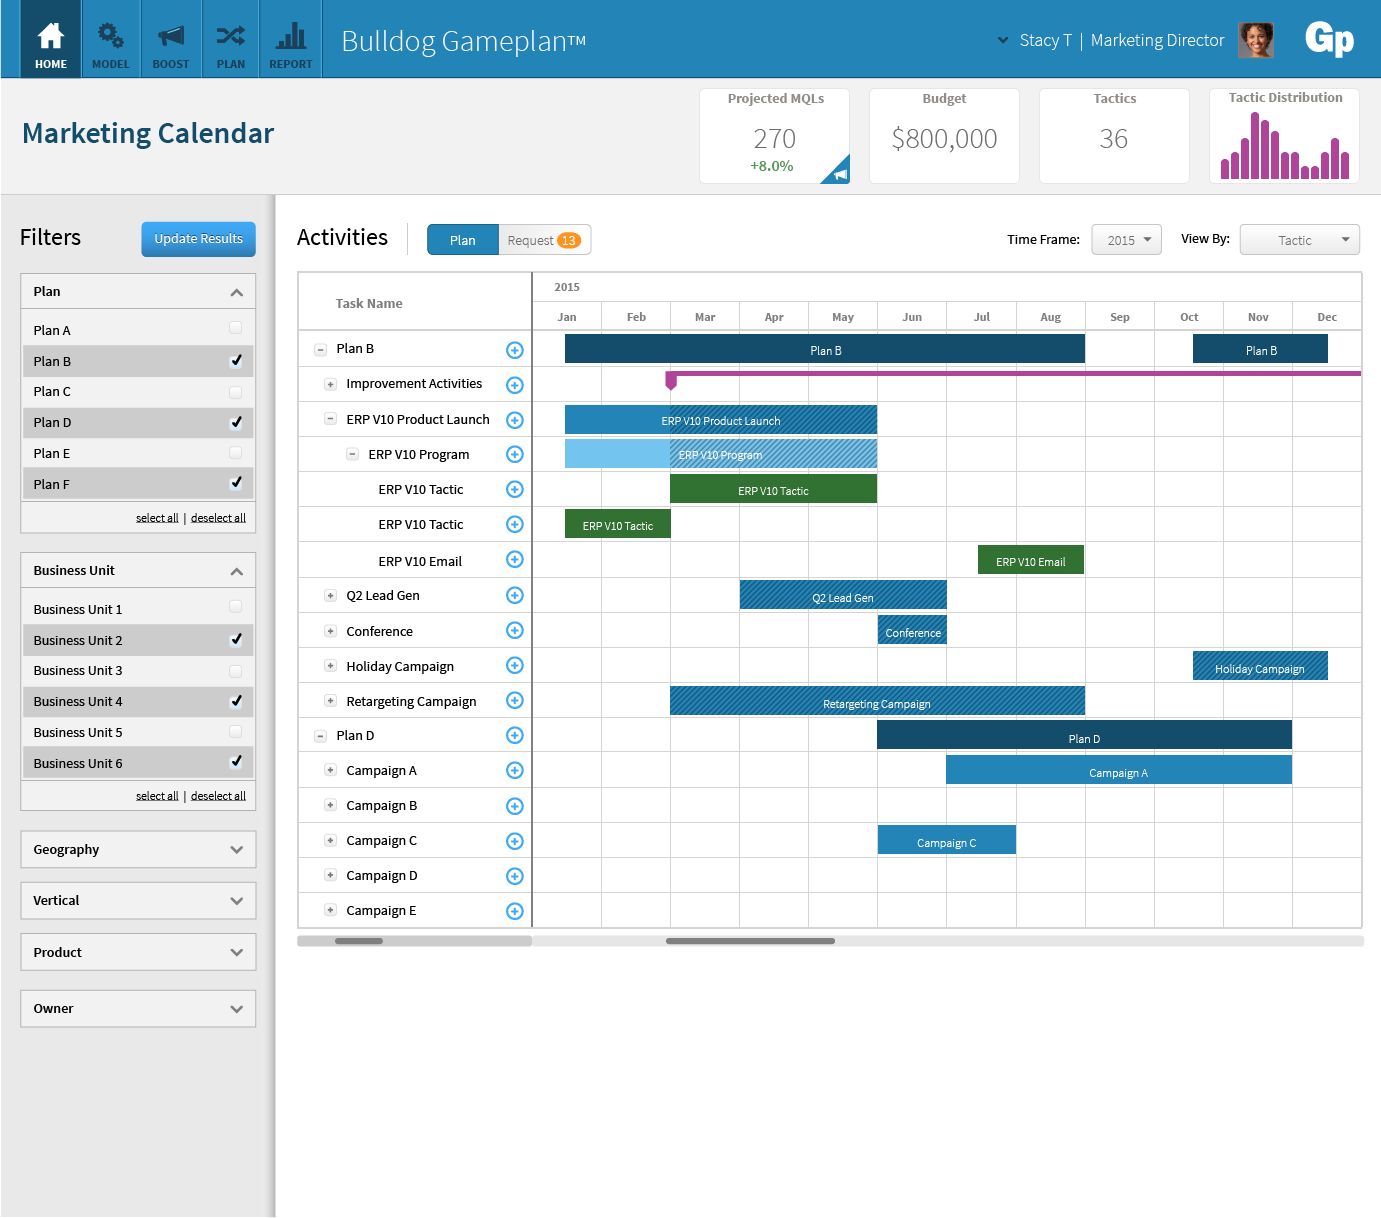 HOME
MODEL
BOOST
PLAN
REPORT
Bulldog Gameplan™
Stacy T | Marketing Director
Gp
Marketing Calendar
Projected MQLs
270
+8.0%
Budget
$800,000
Tactics
36
Tactic Distribution
Filters
Update Results
Plan
Plan A
Plan B
Plan C
Plan D
Plan E
Plan F
select all | deselect all
Business Unit
Business Unit 1
Business Unit 2
Business Unit 3
Business Unit 4
Business Unit 5
Business Unit 6
select all | deselect all
Geography
Vertical
Product
Owner
Activities
Plan
Request 13
Time Frame: 2015
View By: Tactic
Task Name
2015
Jan Feb Mar Apr May Jun Jul Aug Sep Oct Nov Dec
Plan B Plan B Plan B
Improvement Activities
ERP V10 Product Launch ERP V10 Product Launch
ERP V10 Program ERP V10 Program
ERP V10 Tactic ERP V10 Tactic
ERP V10 Tactic ERP V10 Tactic
ERP V10 Email ERP V10 Email
Q2 Lead Gen Q2 Lead Gen
Conference Conference
Holiday Campaign Holiday Campaign
Retargeting Campaign Retargeting Campaign
Plan D Plan D
Campaign A Campaign A
Campaign B
Campaign C Campaign C
Campaign D
Campaign E